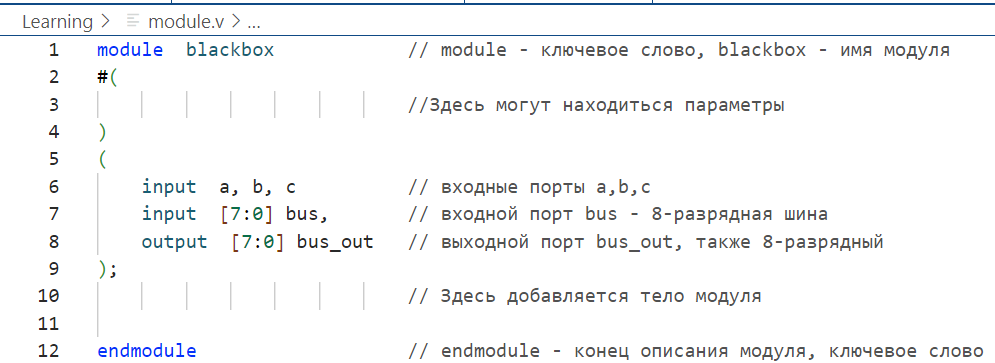 Learning > module.v > ...
1 module blackbox // module - ключевое слово, blackbox - имя модуля
2 #(
3 //Здесь могут находиться параметры
4 )
5 (
6 input a, b, c // входные порты a,b,c
7 input [7:0] bus, // входной порт bus - 8-разрядная шина
8 output [7:0] bus_out // выходной порт bus_out, также 8-разрядный
9 );
10 // Здесь добавляется тело модуля
11
12 endmodule // endmodule - конец описания модуля, ключевое слово